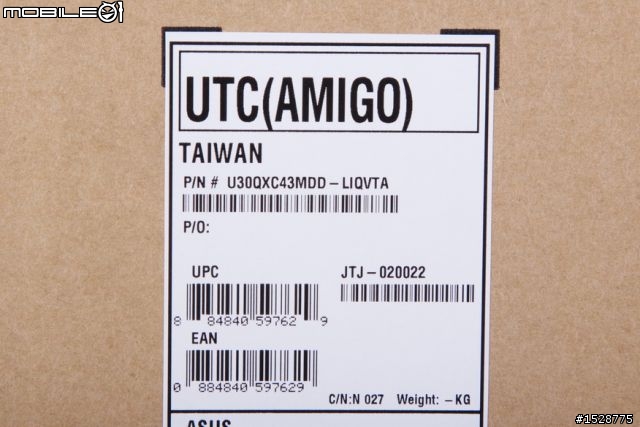 MOBILE01
UTC(AMIGO)
TAIWAN
P/N # U30QXC43MDD-LIQVTA
P/O:
UPC JTJ-020022
8 84840 59762 9
EAN
0 884840 597629
C/N:N 027 Weight: -KG
ASUS
#1528775